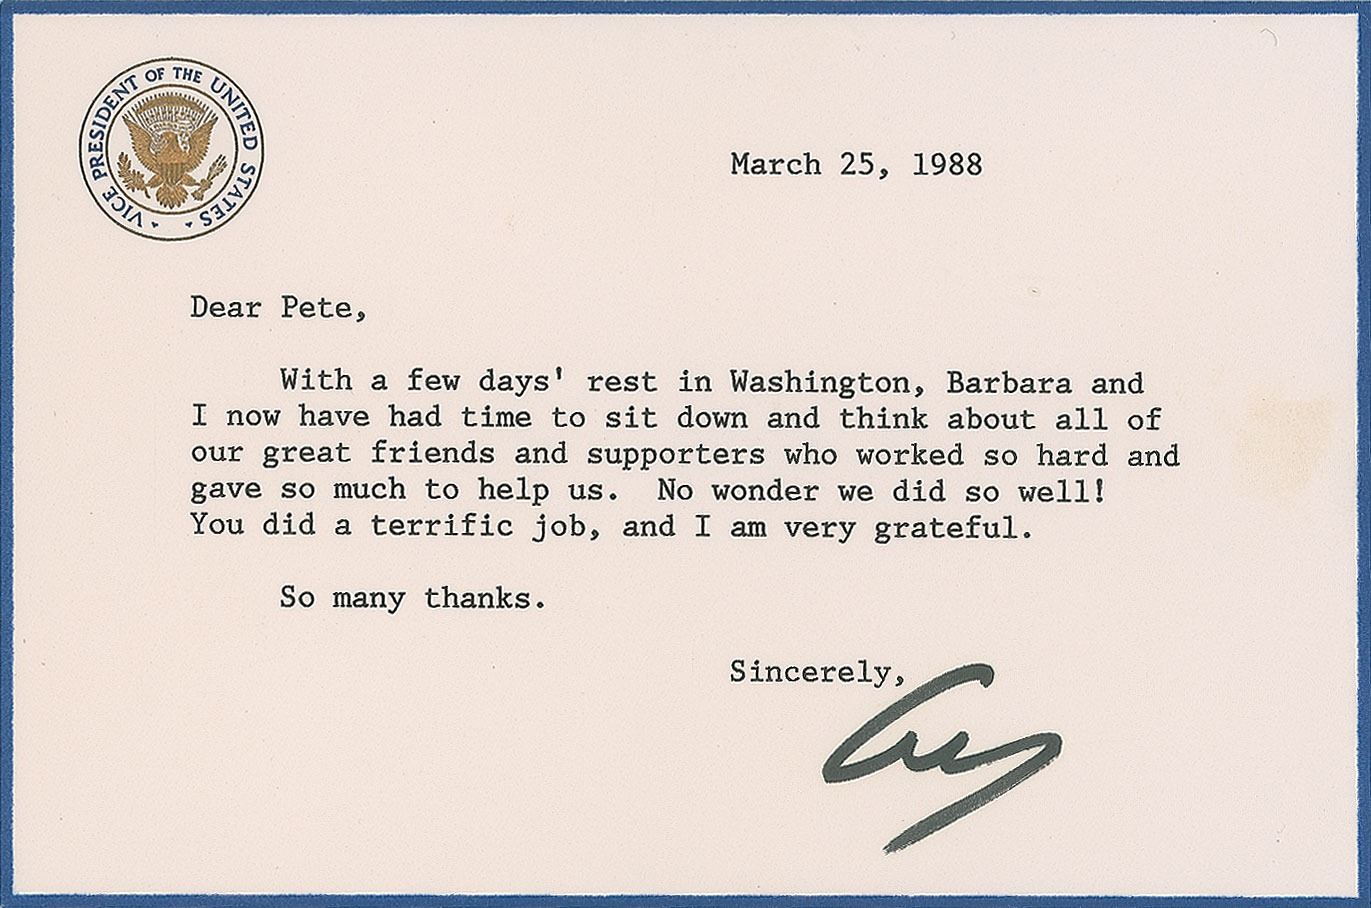 VICE PRESIDENT OF THE UNITED STATES
March 25, 1988
Dear Pete,
With a few days' rest in Washington, Barbara and
I now have had time to sit down and think about all of
our great friends and supporters who worked so hard and
gave so much to help us. No wonder we did so well!
You did a terrific job, and I am very grateful.
So many thanks.
Sincerely,